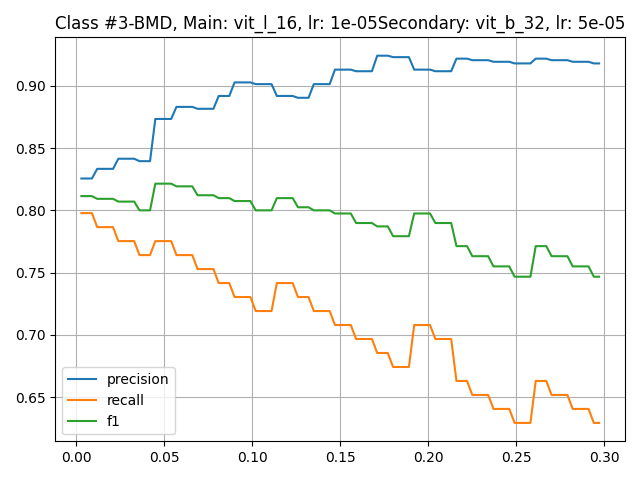 Class #3-BMD, Main: vit_l_16, lr: 1e-05Secondary: vit_b_32, lr: 5e-05
0.90
0.85
0.80
0.75
0.70
0.65
precision
recall
f1
0.00 0.05 0.10 0.15 0.20 0.25 0.30